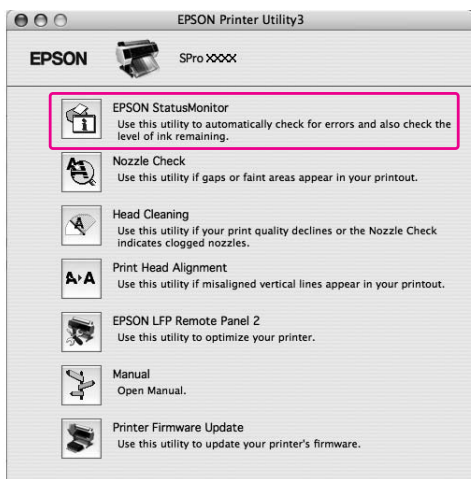 EPSON Printer Utility3
EPSON
SPro XXXX
EPSON StatusMonitor
Use this utility to automatically check for errors and also check the
level of ink remaining.
Nozzle Check
Use this utility if gaps or faint areas appear in your printout.
Head Cleaning
Use this utility if your print quality declines or the Nozzle Check
indicates clogged nozzles.
Print Head Alignment
Use this utility if misaligned vertical lines appear in your printout.
EPSON LFP Remote Panel 2
Use this utility to optimize your printer.
Manual
Open Manual.
Printer Firmware Update
Use this utility to update your printer's firmware.